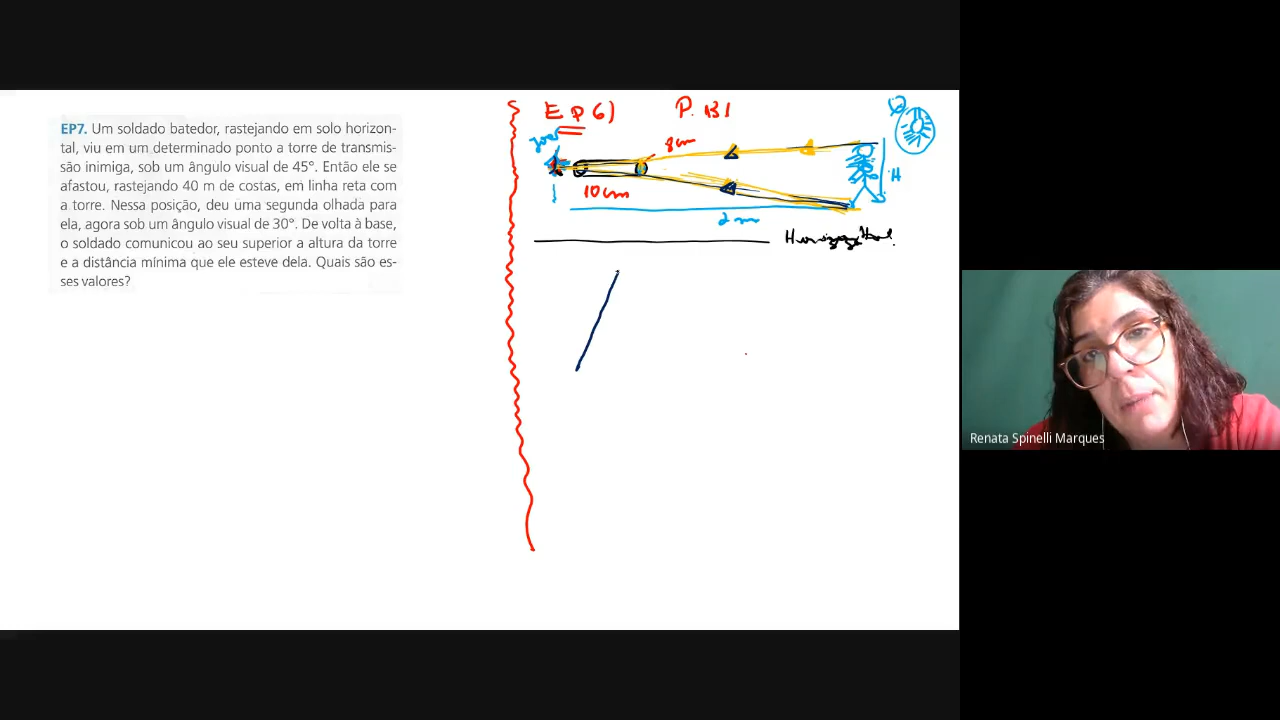 EP7. Um soldado batedor, rastejando em solo horizon-
tal, viu em um determinado ponto a torre de transmis-
são inimiga, sob um ângulo visual de 45°. Então ele se
afastou, rastejando 40 m de costas, em linha reta com
a torre. Nessa posição, deu uma segunda olhada para
ela, agora sob um ângulo visual de 30°. De volta à base,
o soldado comunicou ao seu superior a altura da torre
e a distância mínima que ele esteve dela. Quais são es-
ses valores?
EP6) P. 131
8cm
H
10cm
2m
Renata Spinelli Marques